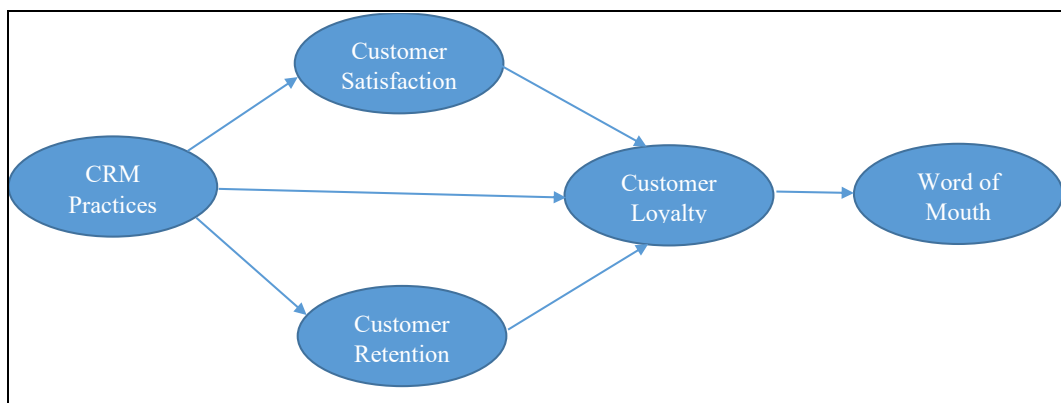 Customer
Satisfaction
CRM
Practices
Customer
Loyalty
Word of
Mouth
Customer
Retention